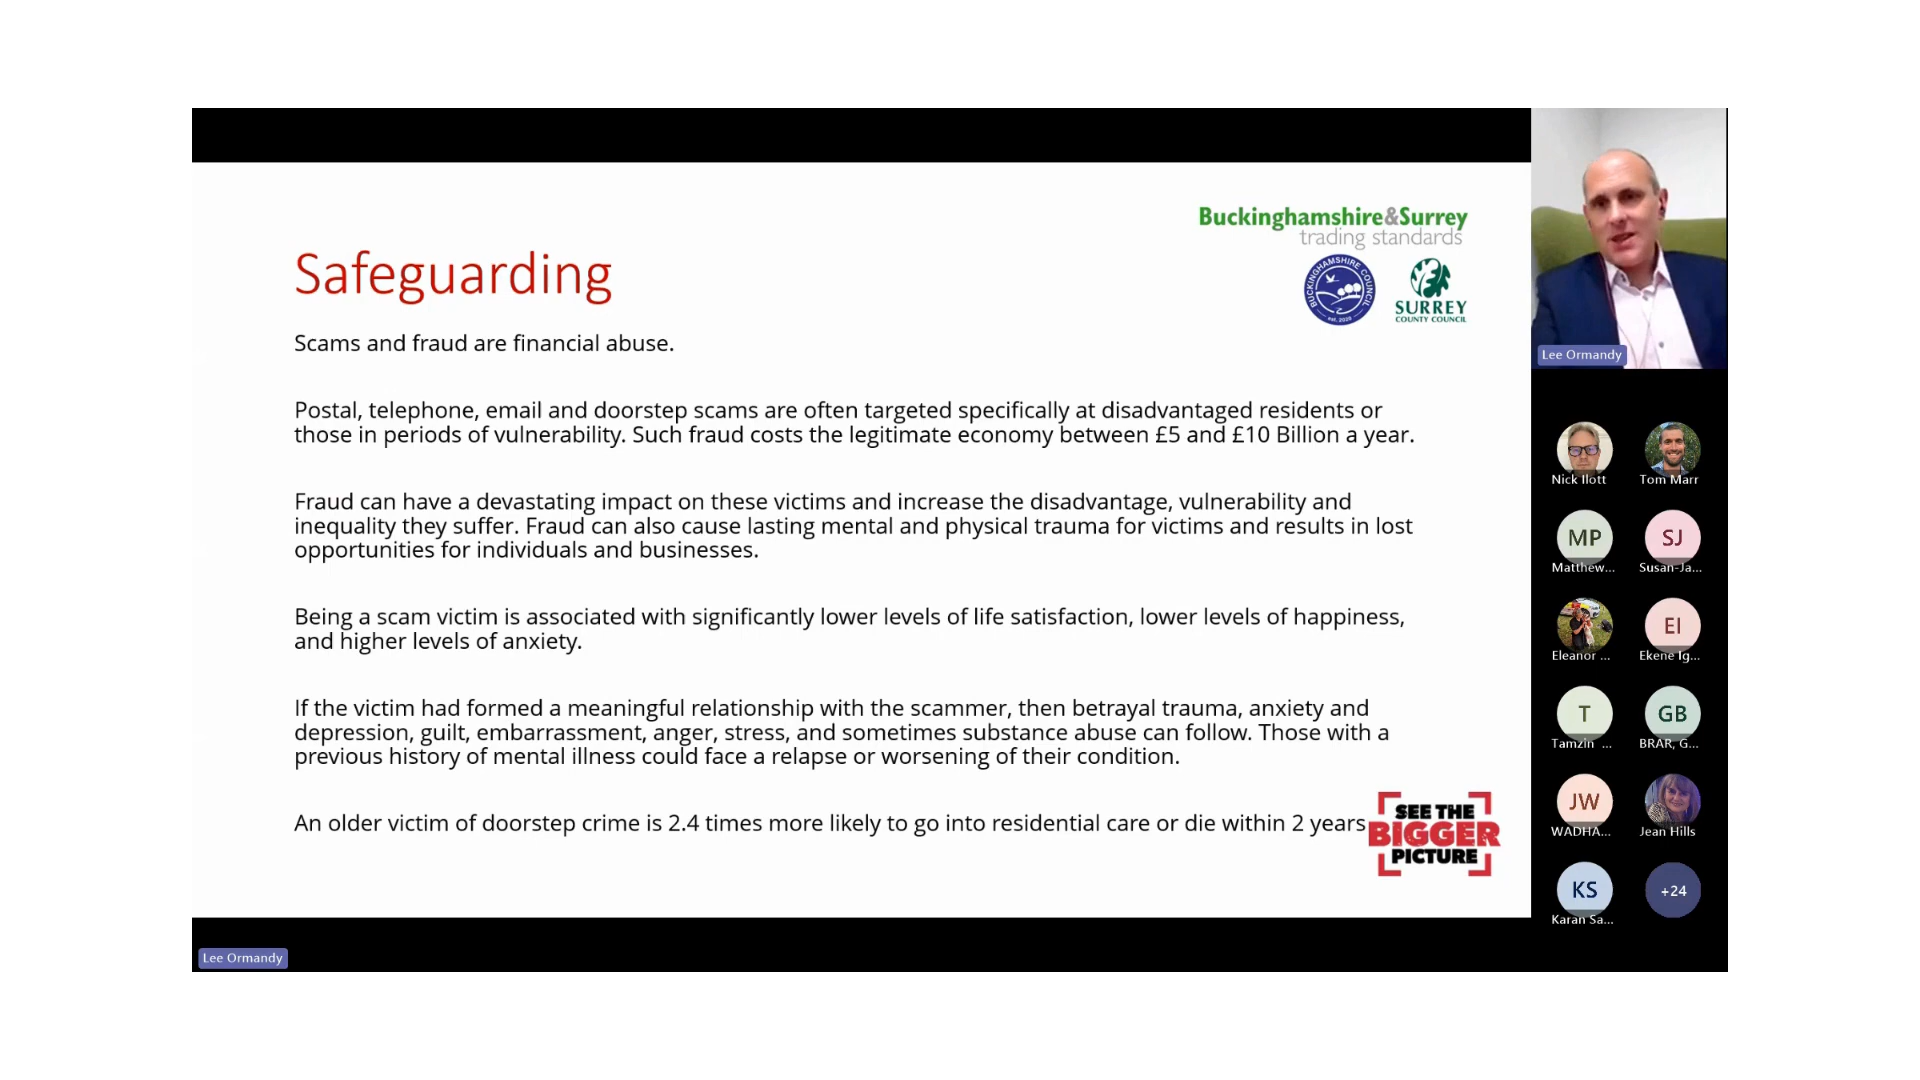 Buckinghamshire&Surrey
trading standards
BUCKINGHAMSHIRE COUNCIL
est. 2020
SURREY
COUNTY COUNCIL
Safeguarding
Scams and fraud are financial abuse.
Postal, telephone, email and doorstep scams are often targeted specifically at disadvantaged residents or
those in periods of vulnerability. Such fraud costs the legitimate economy between £5 and £10 Billion a year.
Fraud can have a devastating impact on these victims and increase the disadvantage, vulnerability and
inequality they suffer. Fraud can also cause lasting mental and physical trauma for victims and results in lost
opportunities for individuals and businesses.
Being a scam victim is associated with significantly lower levels of life satisfaction, lower levels of happiness,
and higher levels of anxiety.
If the victim had formed a meaningful relationship with the scammer, then betrayal trauma, anxiety and
depression, guilt, embarrassment, anger, stress, and sometimes substance abuse can follow. Those with a
previous history of mental illness could face a relapse or worsening of their condition.
An older victim of doorstep crime is 2.4 times more likely to go into residential care or die within 2 years
SEE THE
BIGGER
PICTURE
Lee Ormandy
Lee Ormandy
Nick Ilott
Tom Marr
MP
Matthew...
SJ
Susan-Ja...
Eleanor ...
EI
Ekene Ig...
T
Tamzin ...
GB
BRAR, G...
JW
WADHA...
Jean Hills
KS
Karan Sa...
+24